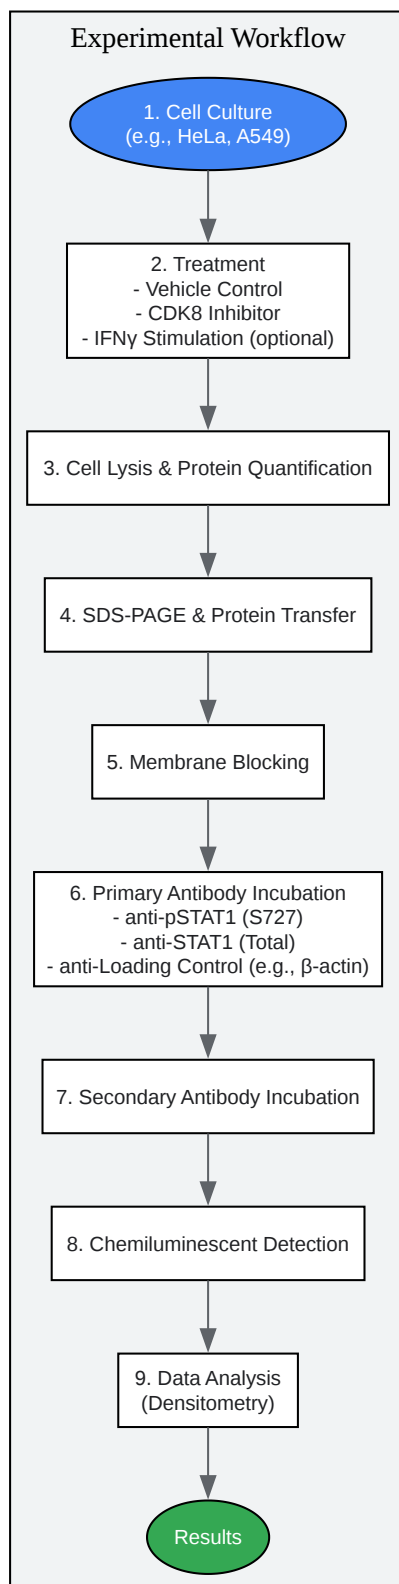 Experimental Workflow
1. Cell Culture
(e.g., HeLa, A549)
2. Treatment
- Vehicle Control
- CDK8 Inhibitor
- IFNγ Stimulation (optional)
3. Cell Lysis & Protein Quantification
4. SDS-PAGE & Protein Transfer
5. Membrane Blocking
6. Primary Antibody Incubation
- anti-pSTAT1 (S727)
- anti-STAT1 (Total)
- anti-Loading Control (e.g., β-actin)
7. Secondary Antibody Incubation
8. Chemiluminescent Detection
9. Data Analysis
(Densitometry)
Results